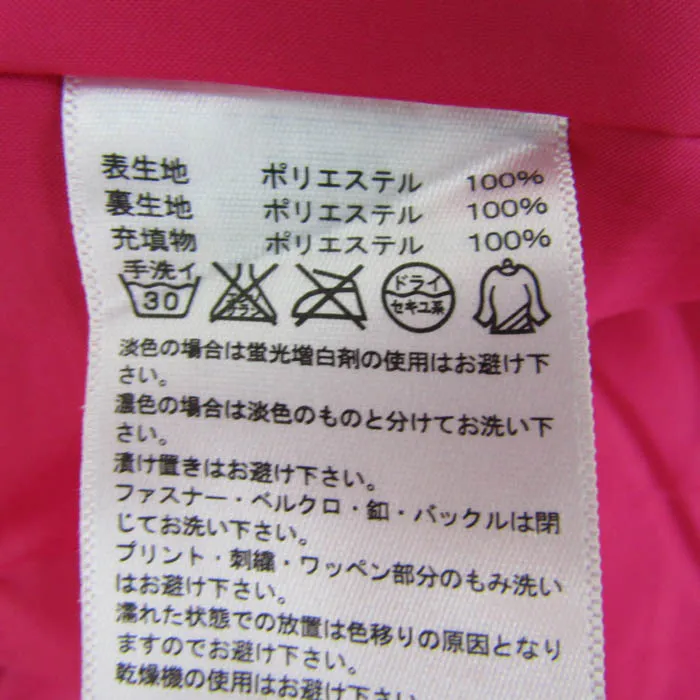 表生地 ポリエステル 100%
裏生地 ポリエステル 100%
充填物 ポリエステル 100%
手洗イ
30
エンソ
サラシ
ドライ
セキユ系
淡色の場合は蛍光増白剤の使用はお避け下
さい。
濃色の場合は淡色のものと分けてお洗い下
さい。
漬け置きはお避け下さい。
ファスナー・ベルクロ・釦・バックルは閉
じてお洗い下さい。
プリント・刺繍・ワッペン部分のもみ洗い
はお避け下さい。
濡れた状態での放置は色移りの原因となり
ますのでお避け下さい。
乾燥機の使用はお避け下さい。